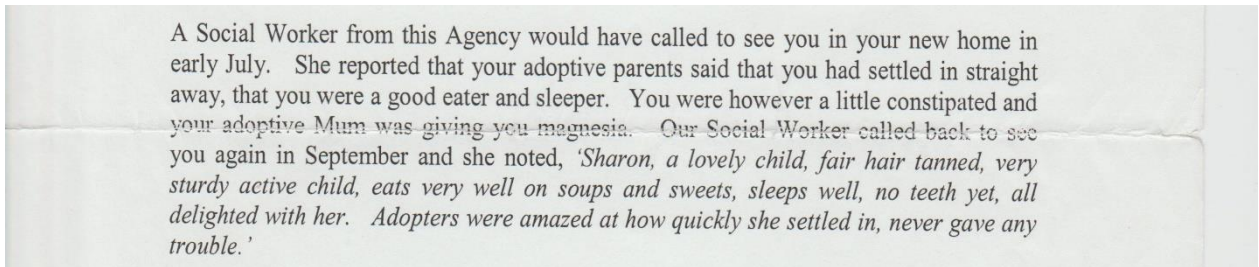 A Social Worker from this Agency would have called to see you in your new home in
early July. She reported that your adoptive parents said that you had settled in straight
away, that you were a good eater and sleeper. You were however a little constipated and
your adoptive Mum was giving you magnesia. Our Social Worker called back to see
you again in September and she noted, ‘Sharon, a lovely child, fair hair tanned, very
sturdy active child, eats very well on soups and sweets, sleeps well, no teeth yet, all
delighted with her. Adopters were amazed at how quickly she settled in, never gave any
trouble.’